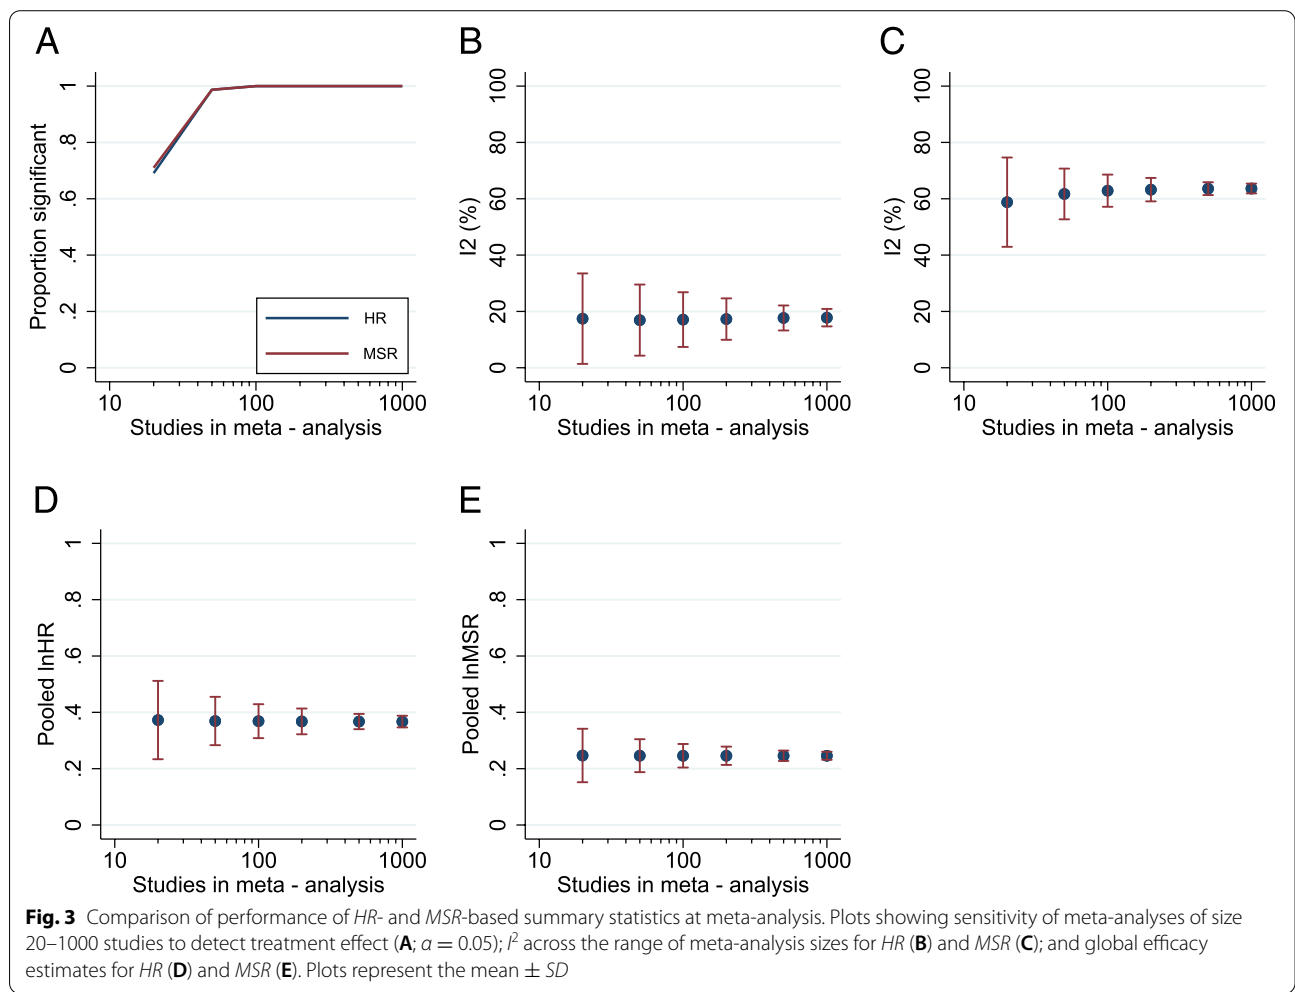 A
Proportion significant
1
.8
.6
.4
.2
0
HR
MSR
10
100
1000
Studies in meta - analysis
B
I2 (%)
100
80
60
40
20
0
10
100
1000
Studies in meta - analysis
C
I2 (%)
100
80
60
40
20
0
10
100
1000
Studies in meta - analysis
D
Pooled lnHR
1
.8
.6
.4
.2
0
10
100
1000
Studies in meta - analysis
E
Pooled lnMSR
1
.8
.6
.4
.2
0
10
100
1000
Studies in meta - analysis
Fig. 3 Comparison of performance of HR- and MSR-based summary statistics at meta-analysis. Plots showing sensitivity of meta-analyses of size
20–1000 studies to detect treatment effect (A; α = 0.05); I² across the range of meta-analysis sizes for HR (B) and MSR (C); and global efficacy
estimates for HR (D) and MSR (E). Plots represent the mean ± SD